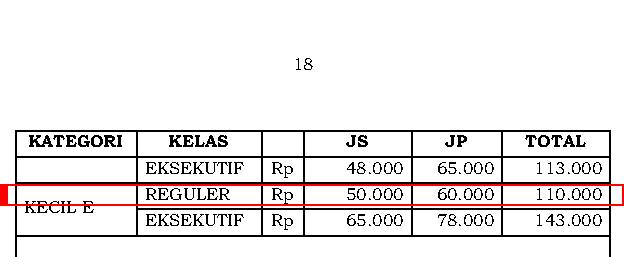 18
KATEGORI KELAS JS JP TOTAL
EKSEKUTIF Rp 48.000 65.000 113.000
KECIL E REGULER Rp 50.000 60.000 110.000
EKSEKUTIF Rp 65.000 78.000 143.000